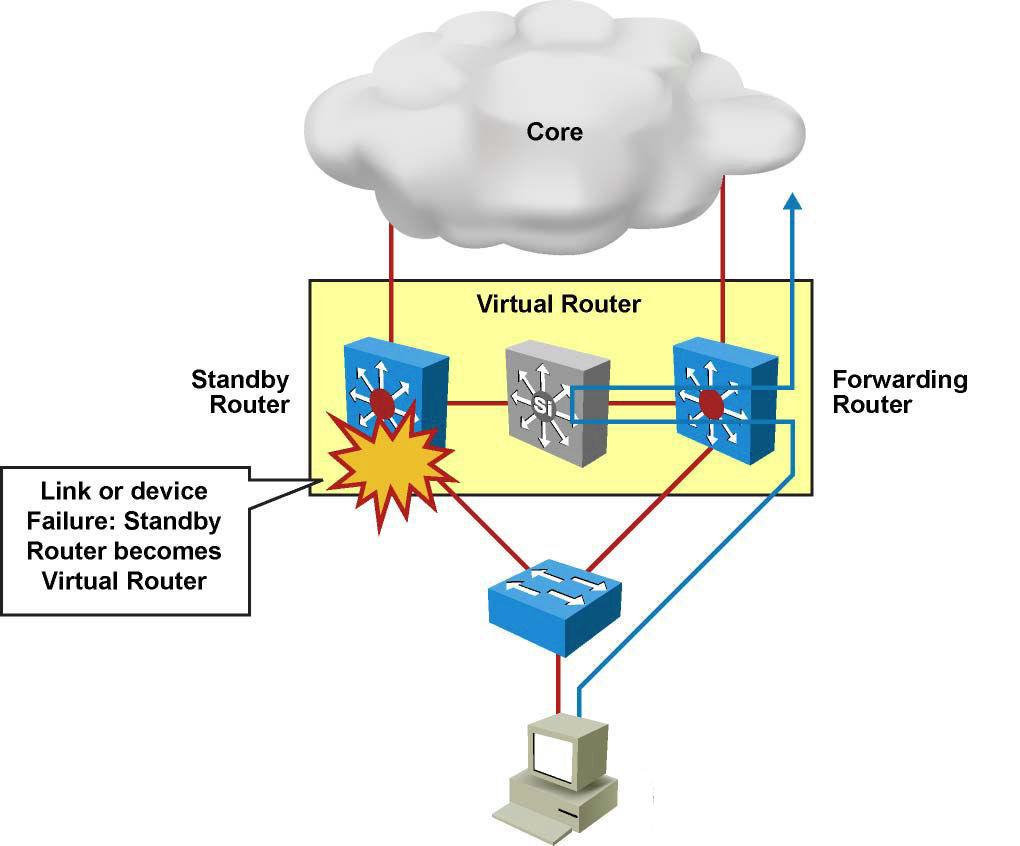 Core
Virtual Router
Standby
Router
Si
Forwarding
Router
Link or device
Failure: Standby
Router becomes
Virtual Router